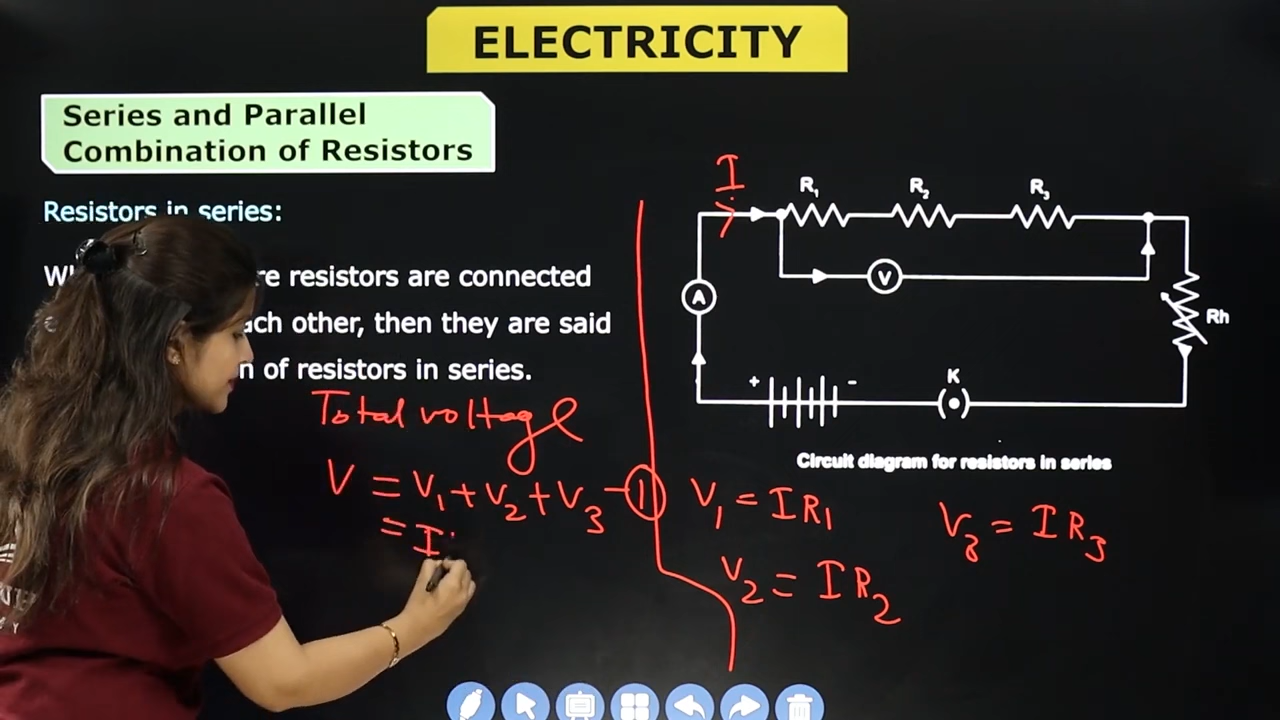 ELECTRICITY
Series and Parallel
Combination of Resistors
Resistors in series:
re resistors are connected
ach other, then they are said
n of resistors in series.
Total voltage
V = V₁ + V₂ + V₃ - ①
= I
I
R₁
R₂
R₃
V
A
Rh
+
-
K
(•)
Circuit diagram for resistors in series
V₁ = IR₁
V₂ = IR₂
V₃ = IR₃